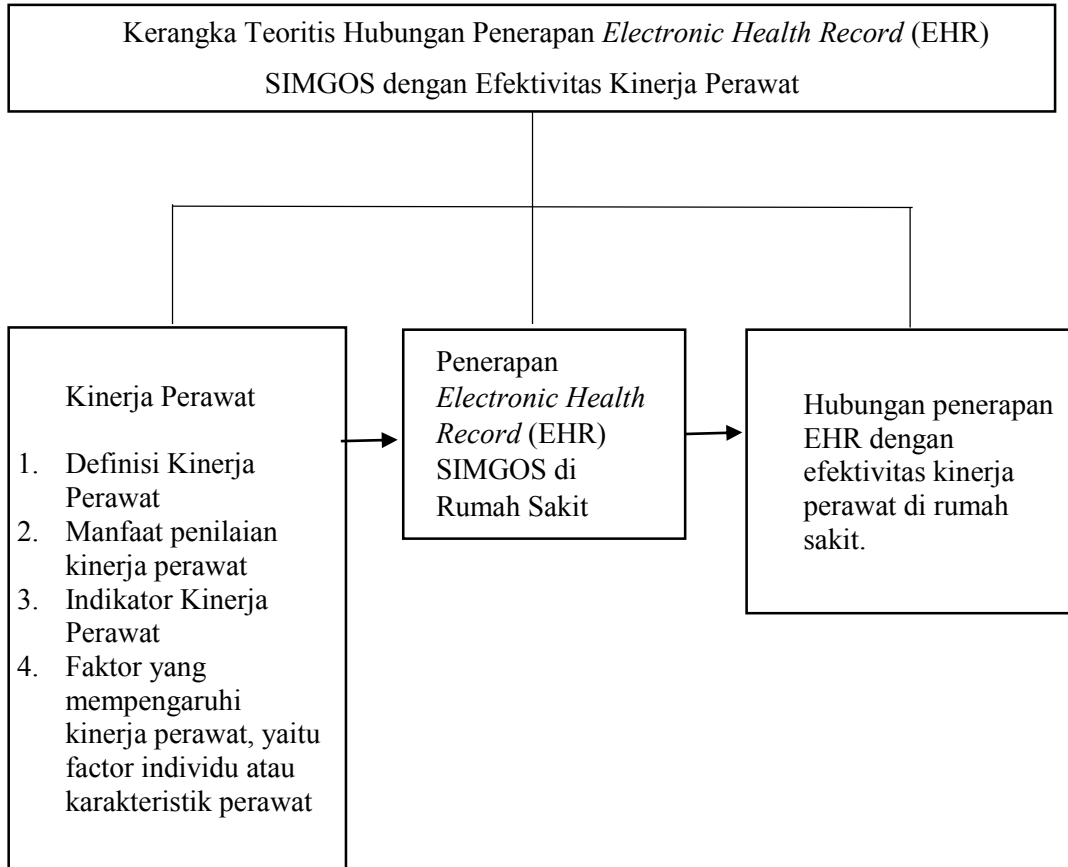 Kerangka Teoritis Hubungan Penerapan Electronic Health Record (EHR)
SIMGOS dengan Efektivitas Kinerja Perawat
Kinerja Perawat
1. Definisi Kinerja
Perawat
2. Manfaat penilaian
kinerja perawat
3. Indikator Kinerja
Perawat
4. Faktor yang
mempengaruhi
kinerja perawat, yaitu
factor individu atau
karakteristik perawat
Penerapan
Electronic Health
Record (EHR)
SIMGOS di
Rumah Sakit
Hubungan penerapan
EHR dengan
efektivitas kinerja
perawat di rumah
sakit.